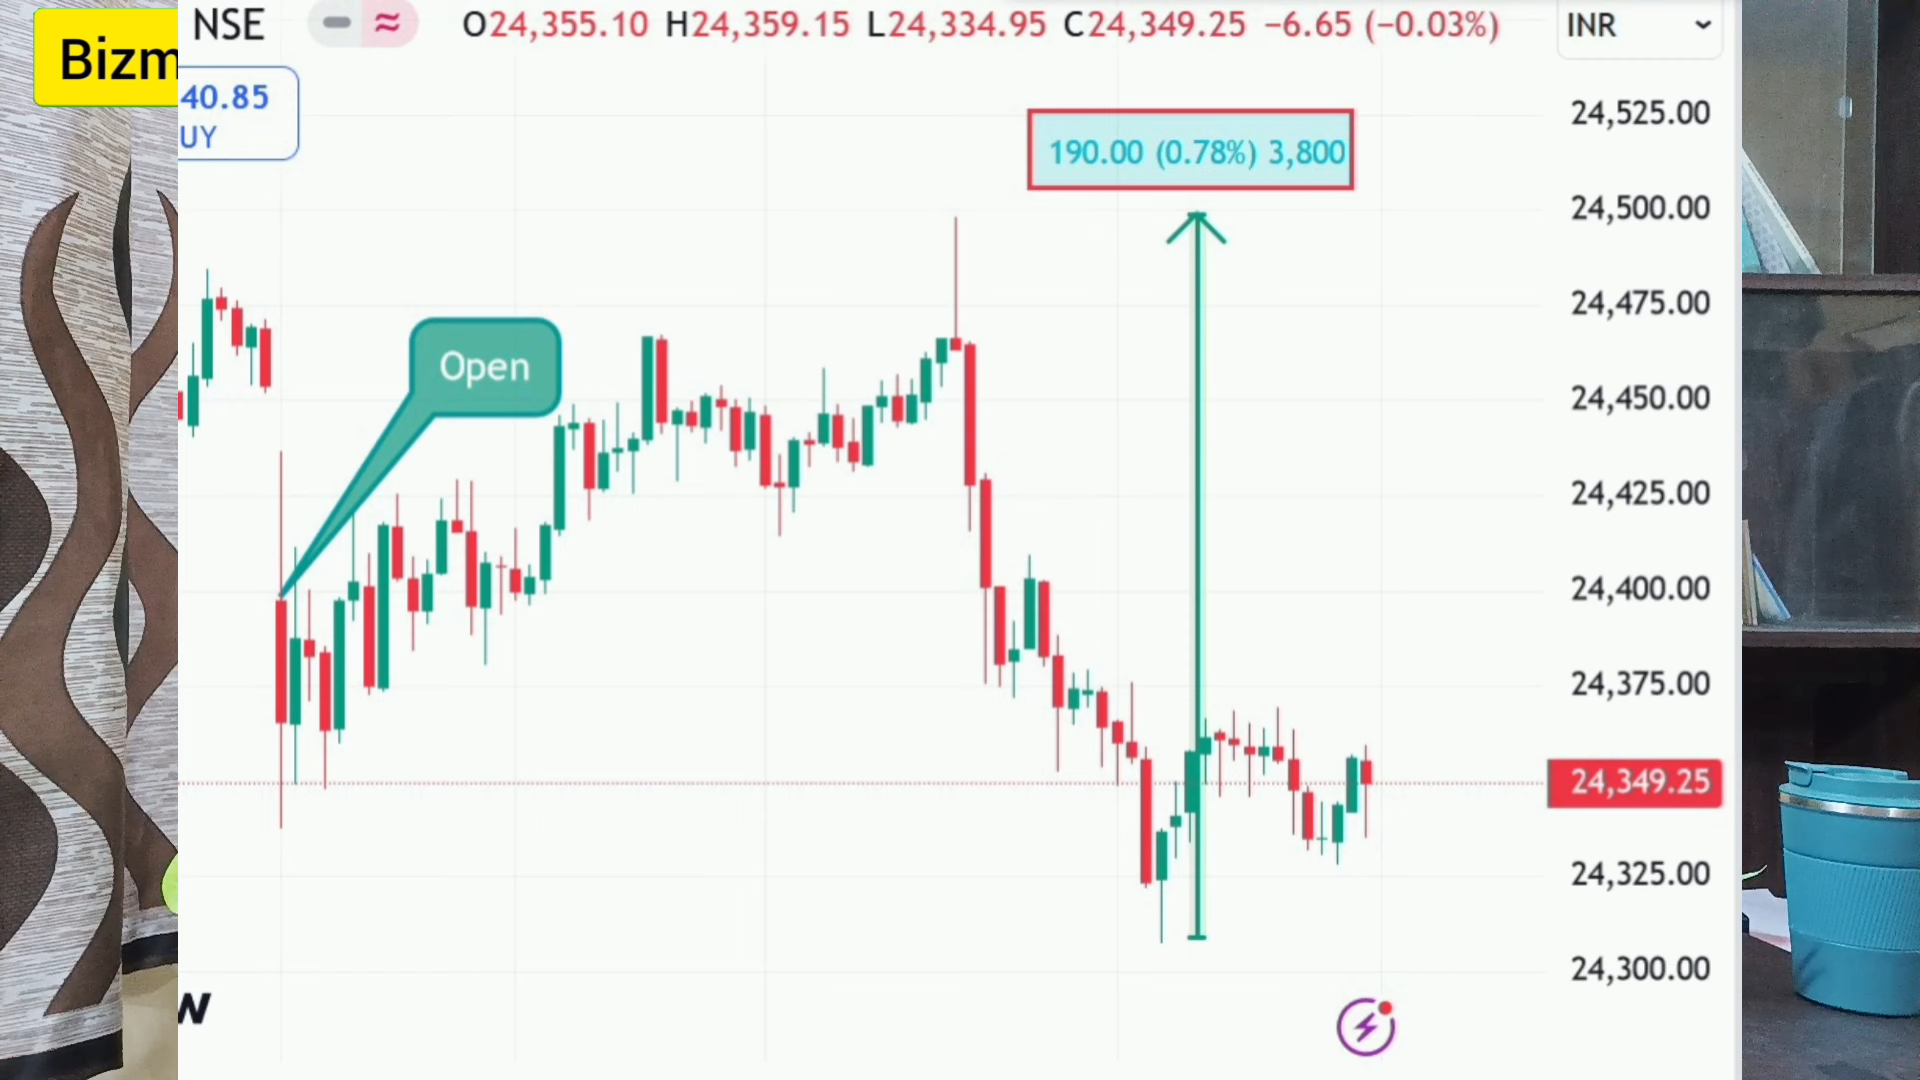 Bizm
NSE O24,355.10 H24,359.15 L24,334.95 C24,349.25 −6.65 (−0.03%) INR
40.85
UY
190.00 (0.78%) 3,800
Open
24,525.00
24,500.00
24,475.00
24,450.00
24,425.00
24,400.00
24,375.00
24,349.25
24,325.00
24,300.00